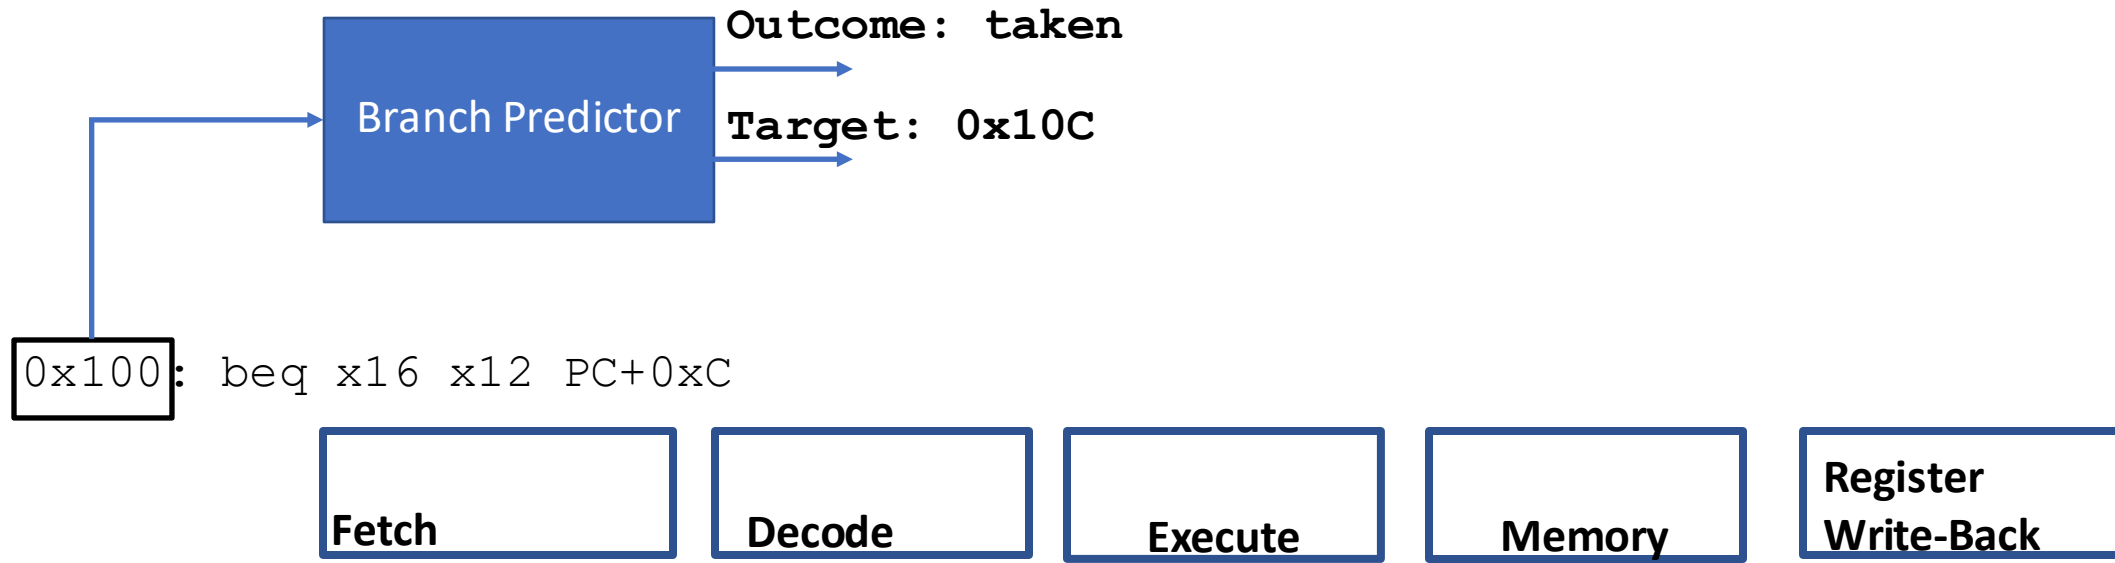 Outcome: taken
Branch Predictor
Target: 0x10C
0x100: beq x16 x12 PC+0xC
Fetch
Decode
Execute
Memory
Register
Write-Back